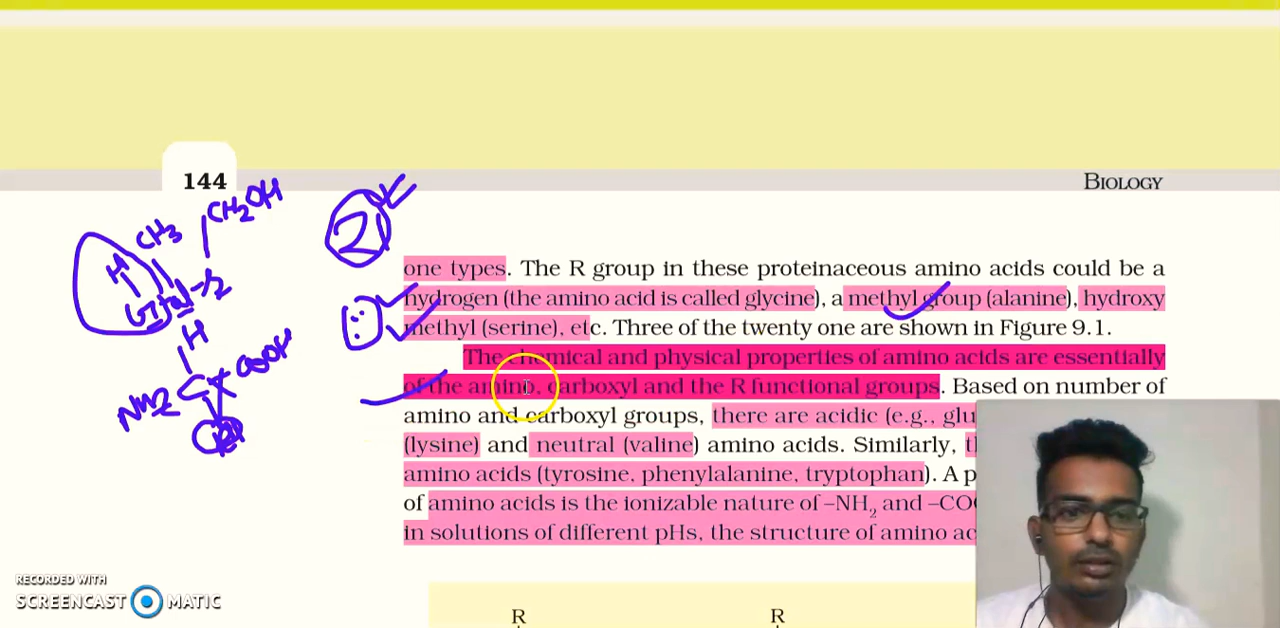 144
BIOLOGY
CH2OH
CH3
H
21
one types. The R group in these proteinaceous amino acids could be a
hydrogen (the amino acid is called glycine), a methyl group (alanine), hydroxy
methyl (serine), etc. Three of the twenty one are shown in Figure 9.1.
H
COOH
NH2
C
The chemical and physical properties of amino acids are essentially
of the amino, carboxyl and the R functional groups. Based on number of
amino and carboxyl groups, there are acidic (e.g., glu
(lysine) and neutral (valine) amino acids. Similarly,
amino acids (tyrosine, phenylalanine, tryptophan). A p
of amino acids is the ionizable nature of –NH₂ and –CO
in solutions of different pHs, the structure of amino ac
RECORDED WITH
SCREENCAST MATIC
R R